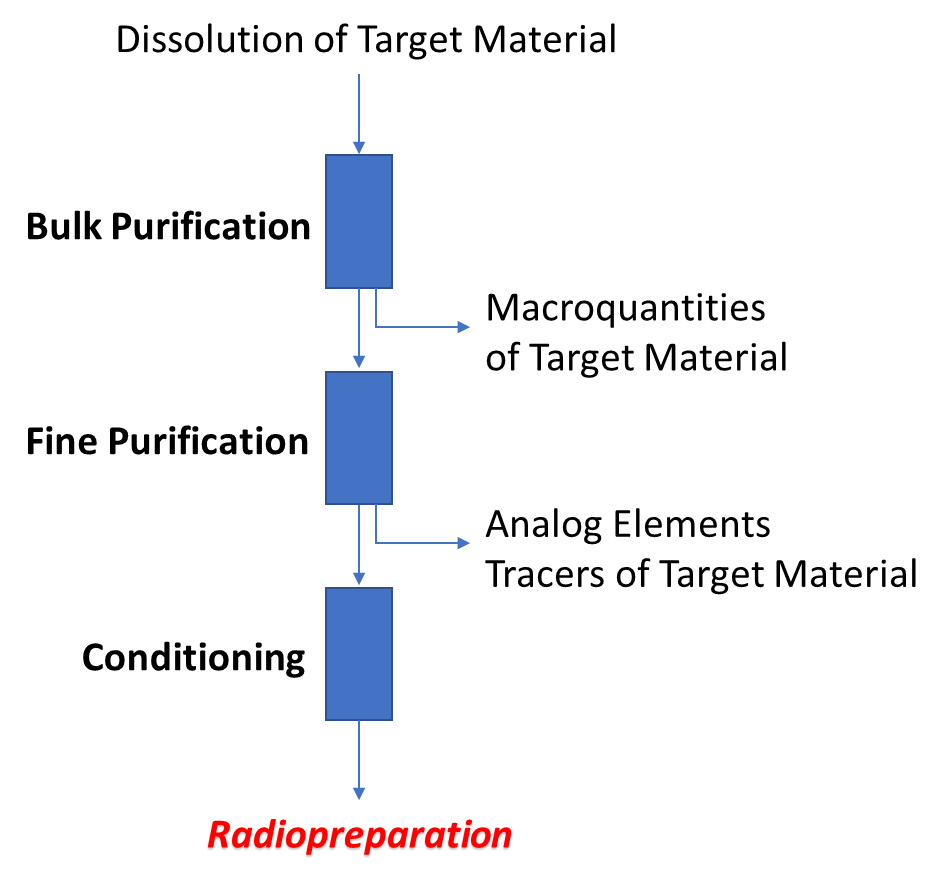 Dissolution of Target Material
Bulk Purification
Macroquantities
of Target Material
Fine Purification
Analog Elements
Tracers of Target Material
Conditioning
Radiopreparation